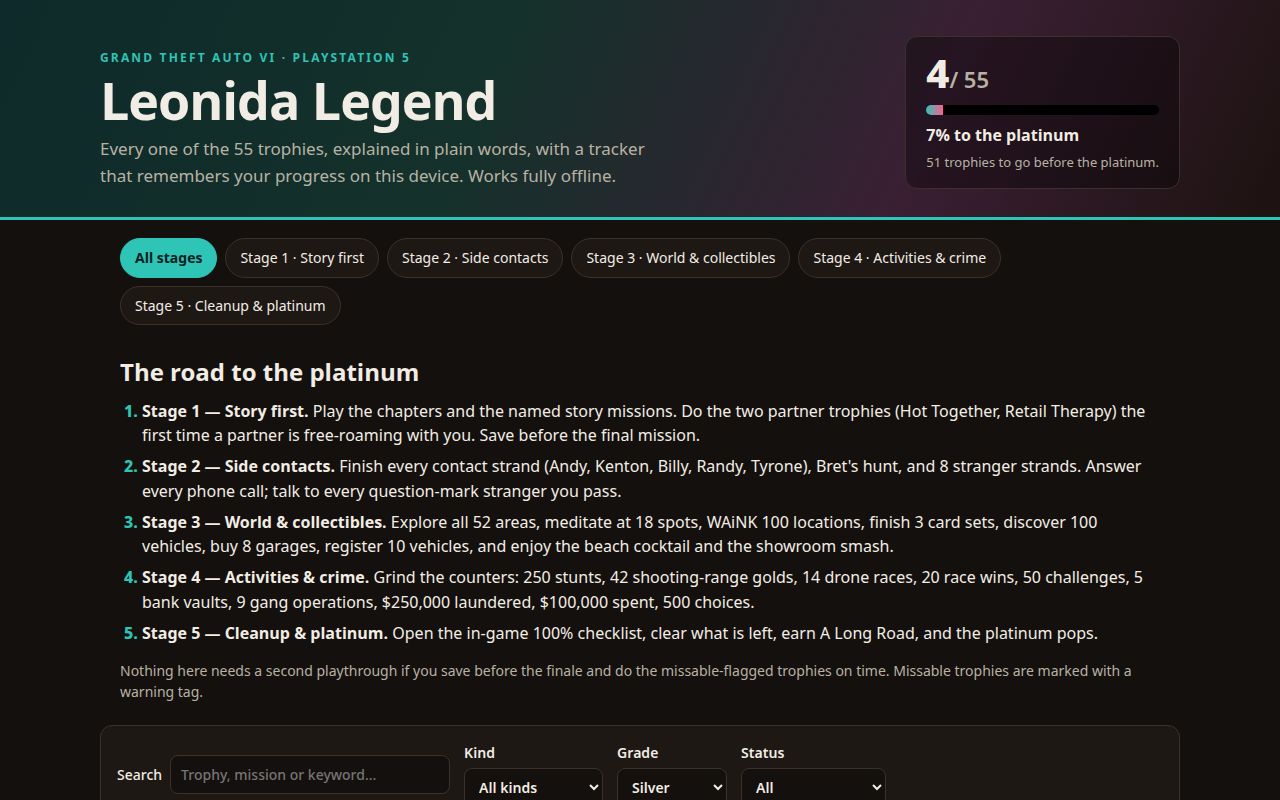 GRAND THEFT AUTO VI · PLAYSTATION 5
Leonida Legend
Every one of the 55 trophies, explained in plain words, with a tracker
that remembers your progress on this device. Works fully offline.
4/ 55
7% to the platinum
51 trophies to go before the platinum.
All stages
Stage 1 · Story first
Stage 2 · Side contacts
Stage 3 · World & collectibles
Stage 4 · Activities & crime
Stage 5 · Cleanup & platinum
The road to the platinum
1. Stage 1 — Story first. Play the chapters and the named story missions. Do the two partner trophies (Hot Together, Retail Therapy) the
first time a partner is free-roaming with you. Save before the final mission.
2. Stage 2 — Side contacts. Finish every contact strand (Andy, Kenton, Billy, Randy, Tyrone), Bret's hunt, and 8 stranger strands. Answer
every phone call; talk to every question-mark stranger you pass.
3. Stage 3 — World & collectibles. Explore all 52 areas, meditate at 18 spots, WAiNK 100 locations, finish 3 card sets, discover 100
vehicles, buy 8 garages, register 10 vehicles, and enjoy the beach cocktail and the showroom smash.
4. Stage 4 — Activities & crime. Grind the counters: 250 stunts, 42 shooting-range golds, 14 drone races, 20 race wins, 50 challenges, 5
bank vaults, 9 gang operations, $250,000 laundered, $100,000 spent, 500 choices.
5. Stage 5 — Cleanup & platinum. Open the in-game 100% checklist, clear what is left, earn A Long Road, and the platinum pops.
Nothing here needs a second playthrough if you save before the finale and do the missable-flagged trophies on time. Missable trophies are marked with a
warning tag.
Search
Trophy, mission or keyword...
Kind
All kinds
Grade
Silver
Status
All